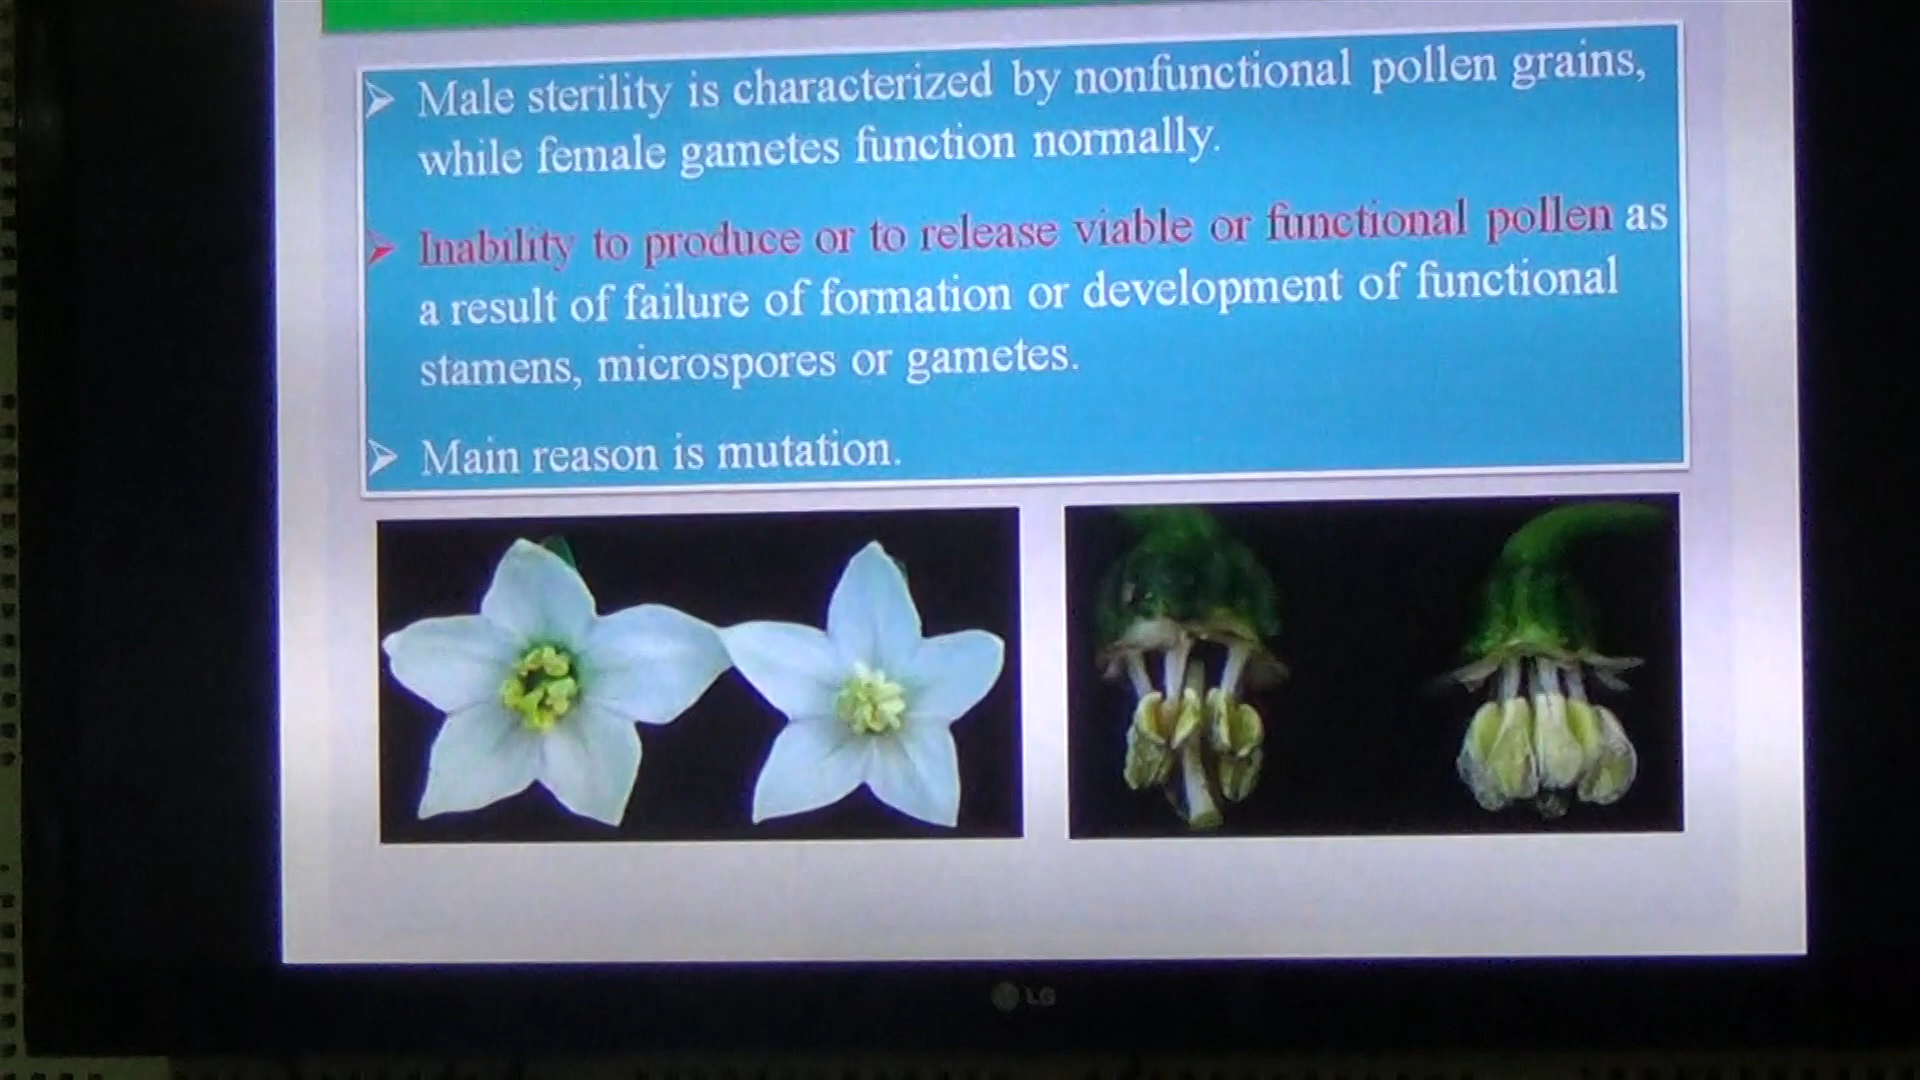 Male sterility is characterized by nonfunctional pollen grains,
while female gametes function normally.
Inability to produce or to release viable or functional pollen as
a result of failure of formation or development of functional
stamens, microspores or gametes.
Main reason is mutation.
LG